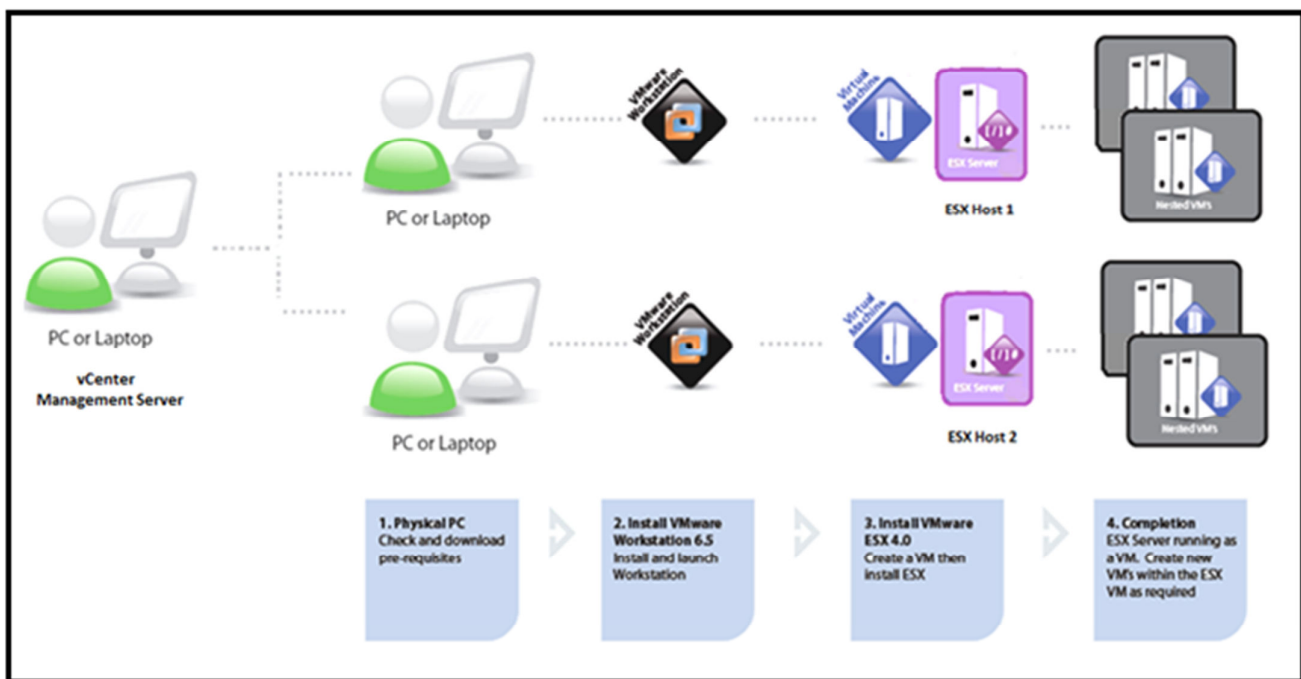 VMware
Workstation
Virtual
Machine
[/]#
ESX Server
PC or Laptop
ESX Host 1
Nested VM's
PC or Laptop
vCenter
Management Server
VMware
Workstation
Virtual
Machine
[/]#
ESX Server
PC or Laptop
ESX Host 2
Nested VM's
1. Physical PC
Check and download
pre-requisites
2. Install VMware
Workstation 6.5
Install and launch
Workstation
3. Install VMware
ESX 4.0
Create a VM then
install ESX
4. Completion
ESX Server running as
a VM. Create new
VM's within the ESX
VM as required